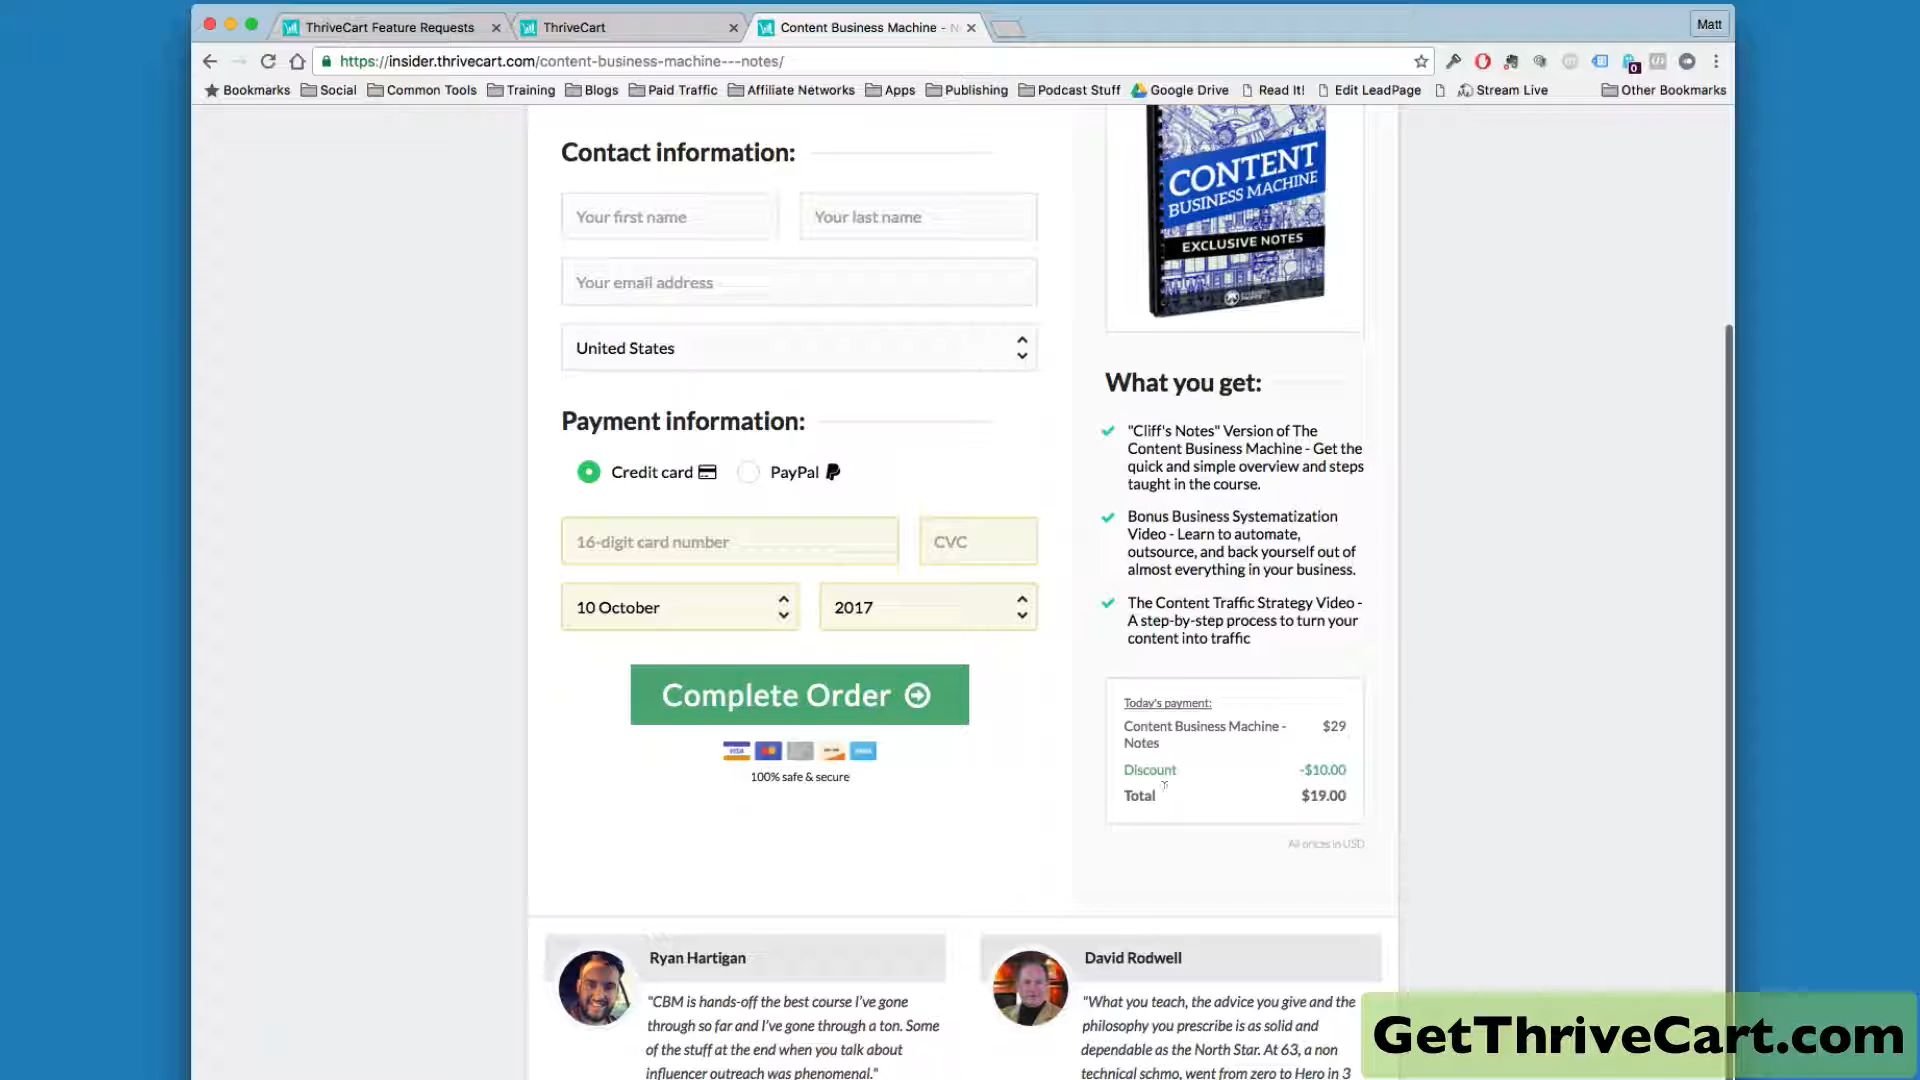 ThriveCart Feature Requests
ThriveCart
Content Business Machine - N
Matt
https://insider.thrivecart.com/content-business-machine---notes/
0
Bookmarks
Social
Common Tools
Training
Blogs
Paid Traffic
Affiliate Networks
Apps
Publishing
Podcast Stuff
Google Drive
Read It!
Edit LeadPage
Stream Live
Other Bookmarks
Contact information:
Your first name
Your last name
Your email address
United States
Payment information:
Credit card
PayPal
16-digit card number
CVC
10 October
2017
Complete Order
VISA
100% safe & secure
CONTENT
BUSINESS MACHINE
EXCLUSIVE NOTES
What you get:
"Cliff's Notes" Version of The
Content Business Machine - Get the
quick and simple overview and steps
taught in the course.
Bonus Business Systematization
Video - Learn to automate,
outsource, and back yourself out of
almost everything in your business.
The Content Traffic Strategy Video -
A step-by-step process to turn your
content into traffic
Today's payment:
Content Business Machine - $29
Notes
Discount -$10.00
Total $19.00
All prices in USD
Ryan Hartigan
"CBM is hands-off the best course I've gone
through so far and I've gone through a ton. Some
of the stuff at the end when you talk about
influencer outreach was phenomenal."
David Rodwell
"What you teach, the advice you give and the
philosophy you prescribe is as solid and
dependable as the North Star. At 63, a non
technical schmo, went from zero to Hero in 3
GetThriveCart.com